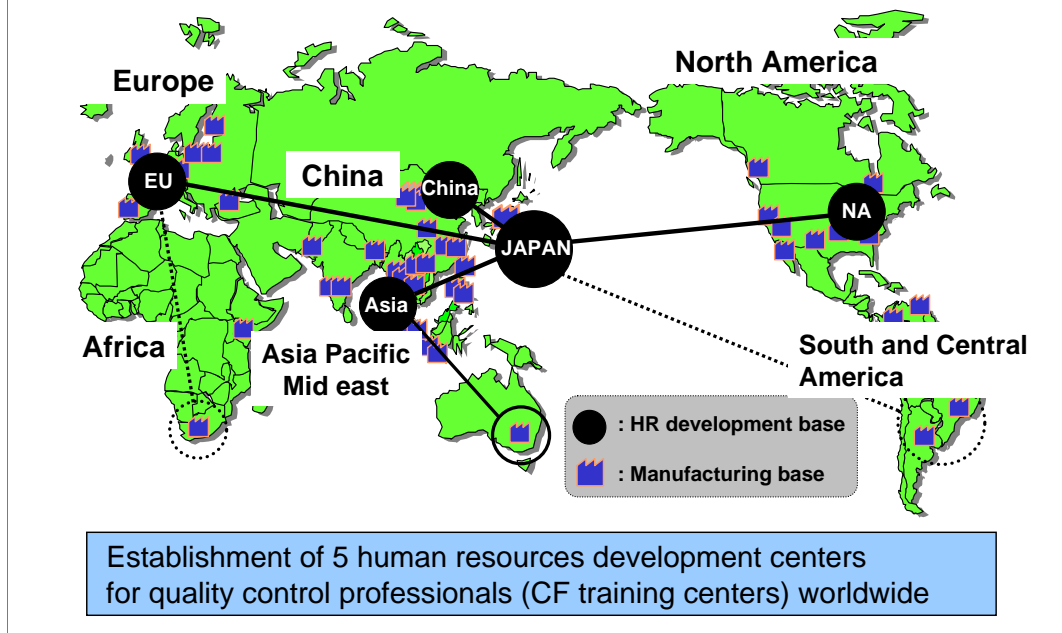 North America
Europe
China
China
EU
NA
JAPAN
Asia
Africa
Asia Pacific
Mid east
South and Central
America
: HR development base
: Manufacturing base
Establishment of 5 human resources development centers
for quality control professionals (CF training centers) worldwide